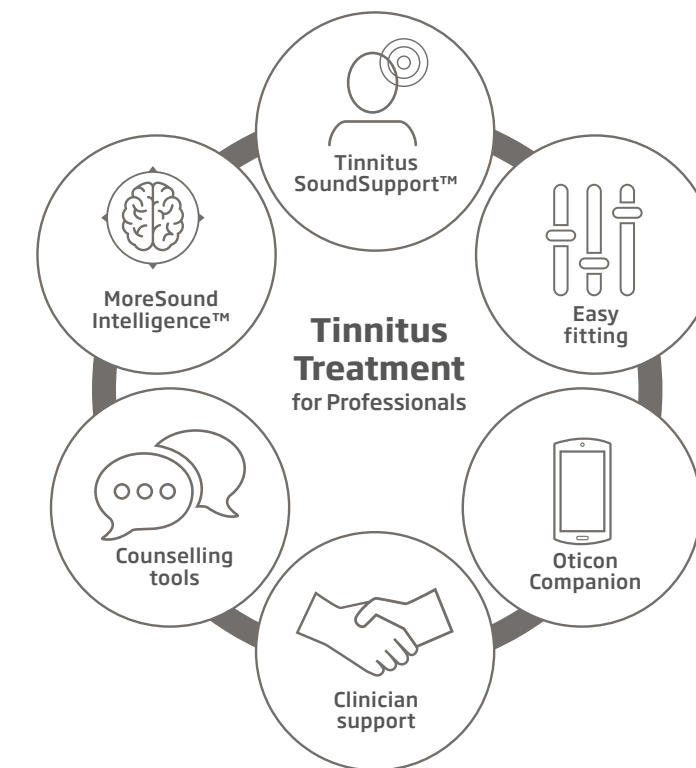 Tinnitus
SoundSupport™
MoreSound
Intelligence™
Easy
fitting
Tinnitus
Treatment
for Professionals
Counselling
tools
Oticon
Companion
Clinician
support